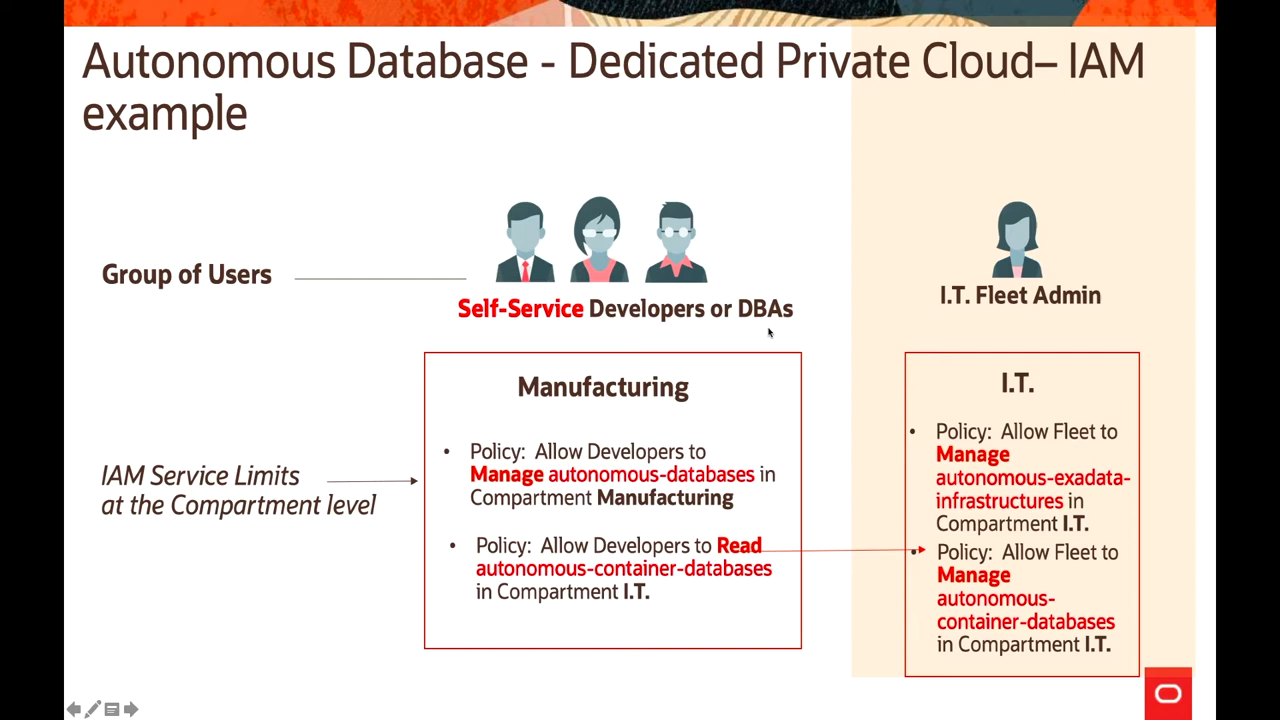 Autonomous Database - Dedicated Private Cloud– IAM
example
Group of Users
Self-Service Developers or DBAs
I.T. Fleet Admin
IAM Service Limits
at the Compartment level
Manufacturing
• Policy: Allow Developers to
Manage autonomous-databases in
Compartment Manufacturing
• Policy: Allow Developers to Read
autonomous-container-databases
in Compartment I.T.
I.T.
• Policy: Allow Fleet to
Manage
autonomous-exadata-
infrastructures in
Compartment I.T.
• Policy: Allow Fleet to
Manage
autonomous-
container-databases
in Compartment I.T.